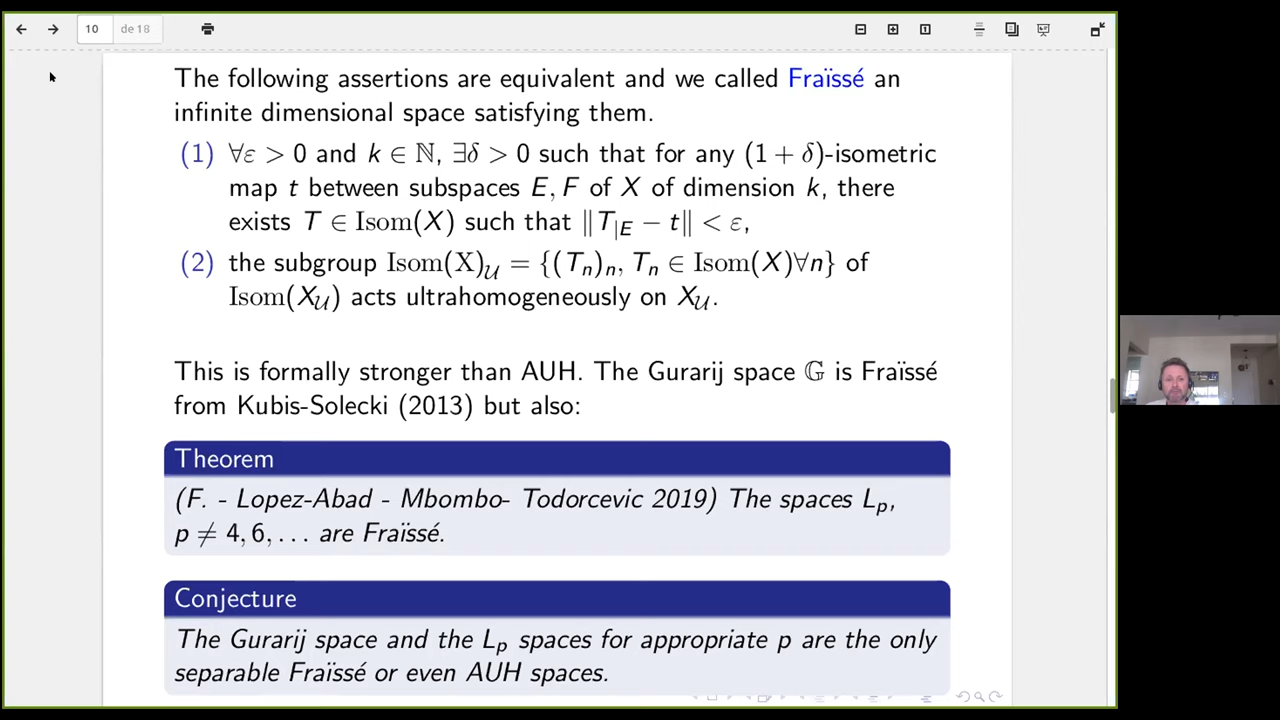 10 de 18
The following assertions are equivalent and we called Fraïssé an
infinite dimensional space satisfying them.
(1) ∀ε > 0 and k ∈ ℕ, ∃δ > 0 such that for any (1 + δ)-isometric
map t between subspaces E, F of X of dimension k, there
exists T ∈ Isom(X) such that ‖T|E − t‖ < ε,
(2) the subgroup Isom(X)𝒰 = {(Tn)n, Tn ∈ Isom(X)∀n} of
Isom(X𝒰) acts ultrahomogeneously on X𝒰.
This is formally stronger than AUH. The Gurarij space 𝔾 is Fraïssé
from Kubis-Solecki (2013) but also:
Theorem
(F. - Lopez-Abad - Mbombo- Todorcevic 2019) The spaces Lp,
p ≠ 4, 6, . . . are Fraïssé.
Conjecture
The Gurarij space and the Lp spaces for appropriate p are the only
separable Fraïssé or even AUH spaces.